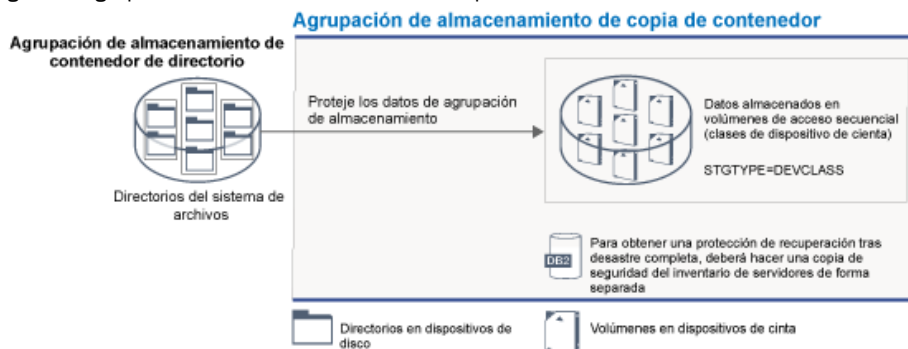 Agrupación de almacenamiento de copia de contenedor
Agrupación de almacenamiento de
contenedor de directorio
Proteje los datos de agrupación
de almacenamiento
Datos almacenados en
volúmenes de acceso secuencial
(clases de dispositivo de cienta)
STGTYPE=DEVCLASS
Directorios del sistema de
archivos
DB2
Para obtener una protección de recuperación tras
desastre completa, deberá hacer una copia de
seguridad del inventario de servidores de forma
separada
Directorios en dispositivos de
disco
Volúmenes en dispositivos de cinta